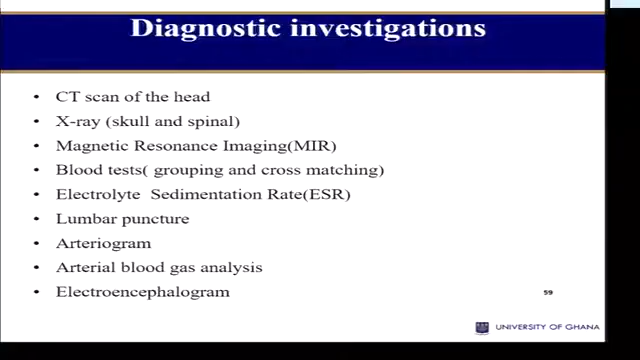 Diagnostic investigations
• CT scan of the head
• X-ray (skull and spinal)
• Magnetic Resonance Imaging(MIR)
• Blood tests( grouping and cross matching)
• Electrolyte  Sedimentation Rate(ESR)
• Lumbar puncture
• Arteriogram
• Arterial blood gas analysis
• Electroencephalogram
59
UNIVERSITY OF GHANA